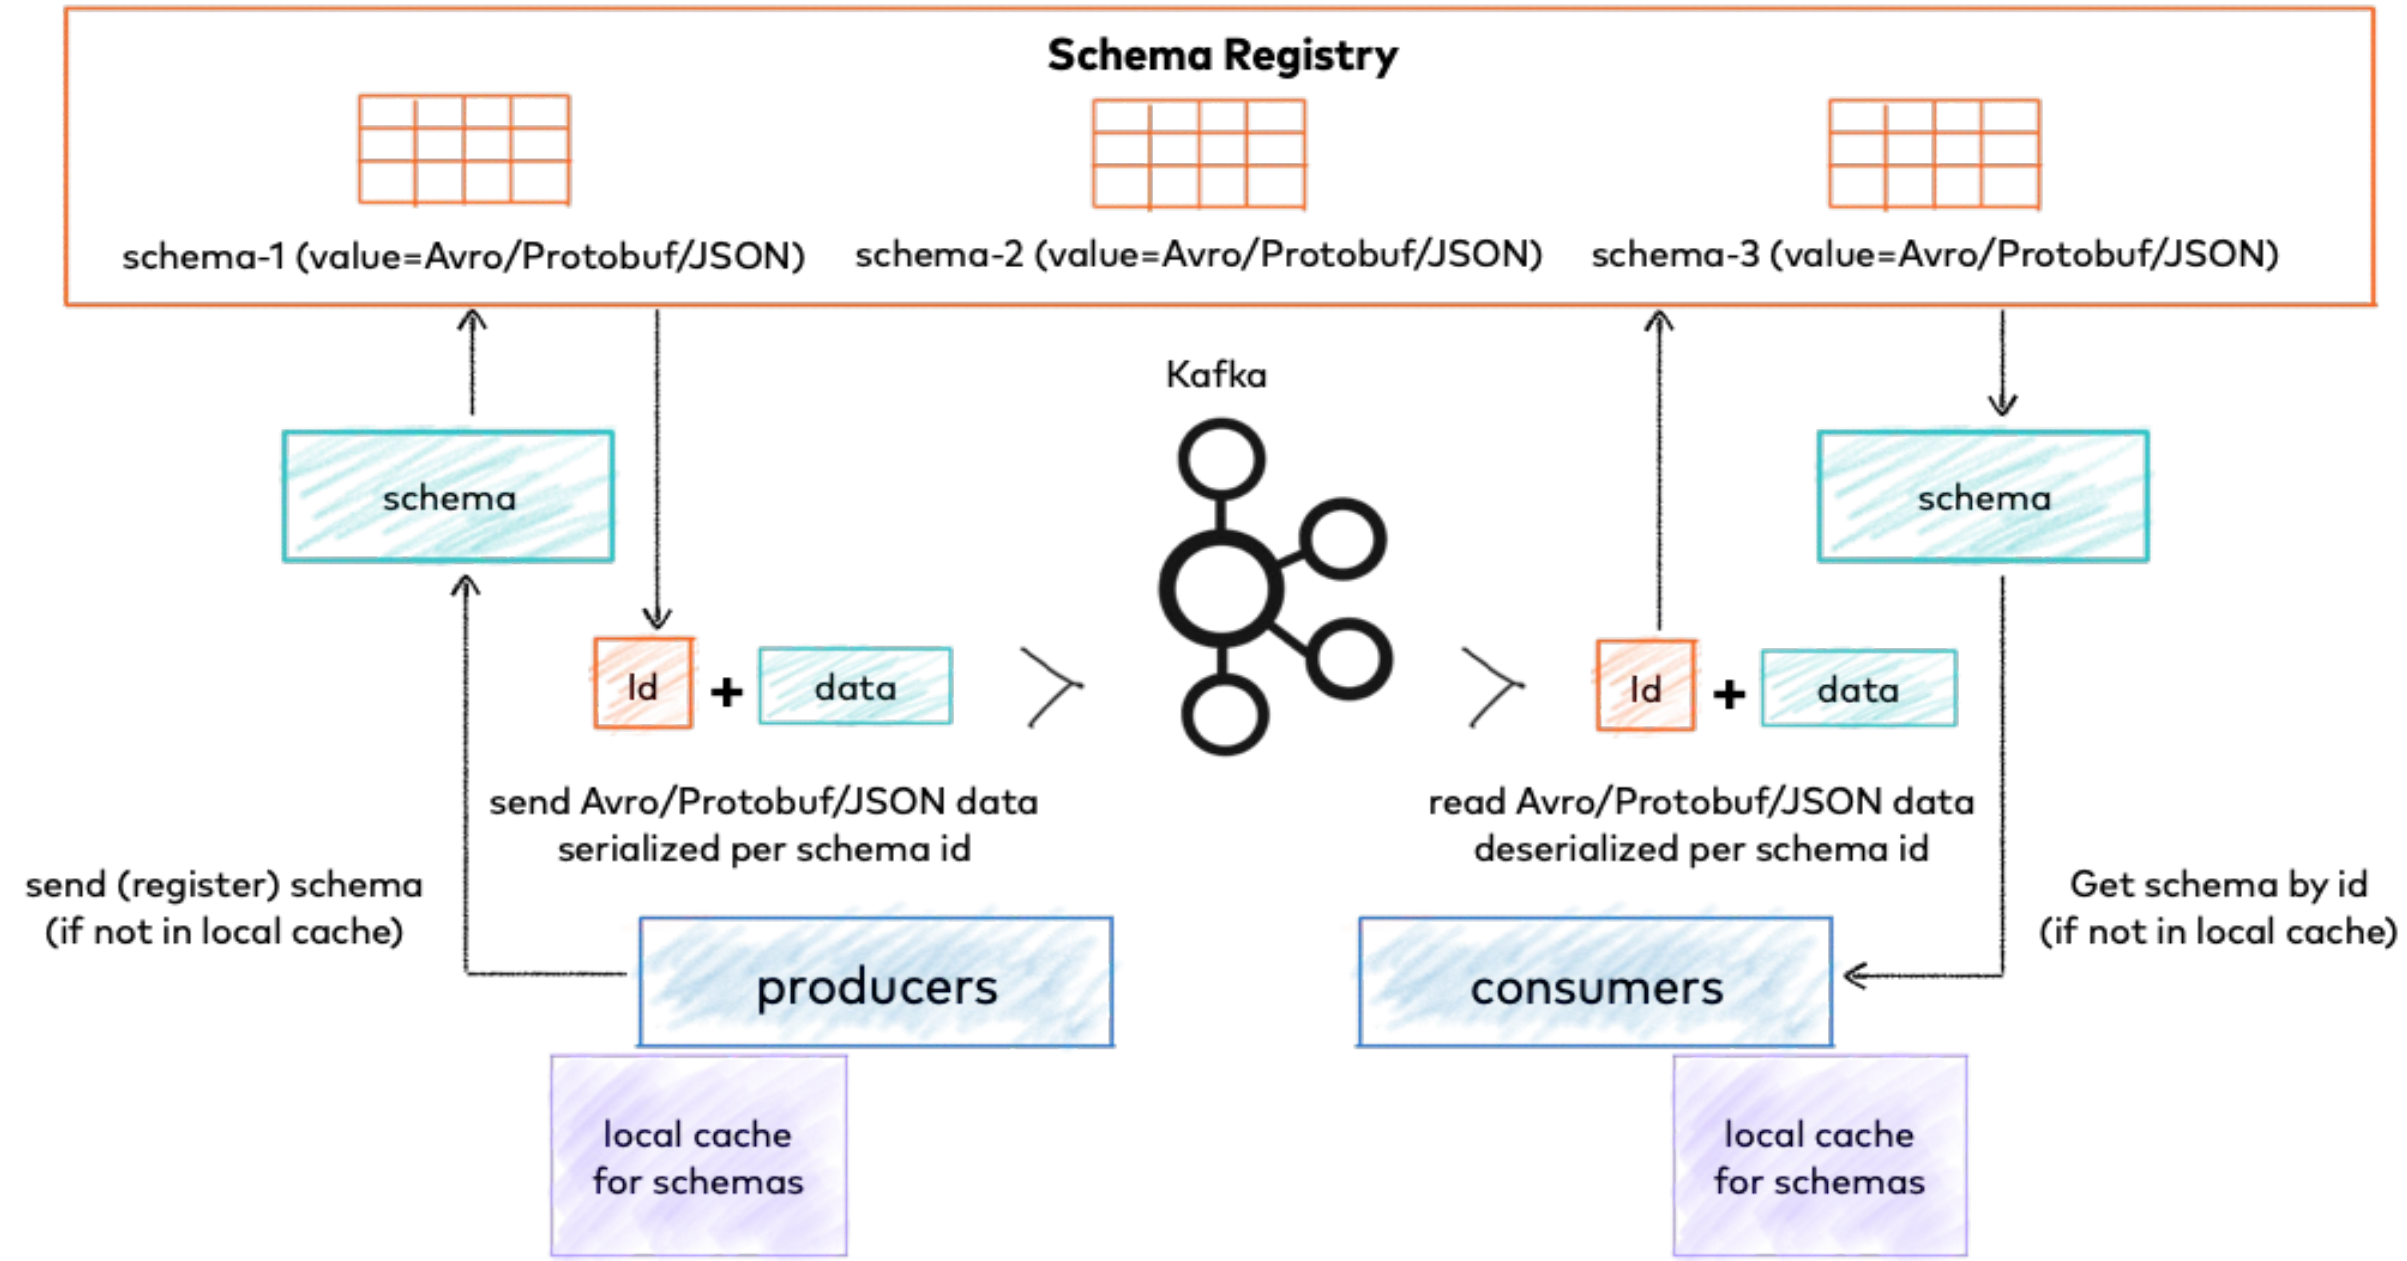 Schema Registry
schema-1 (value=Avro/Protobuf/JSON)
schema-2 (value=Avro/Protobuf/JSON)
schema-3 (value=Avro/Protobuf/JSON)
Kafka
schema
schema
Id
+
data
Id
+
data
send Avro/Protobuf/JSON data
serialized per schema id
read Avro/Protobuf/JSON data
deserialized per schema id
send (register) schema
(if not in local cache)
Get schema by id
(if not in local cache)
producers
consumers
local cache
for schemas
local cache
for schemas